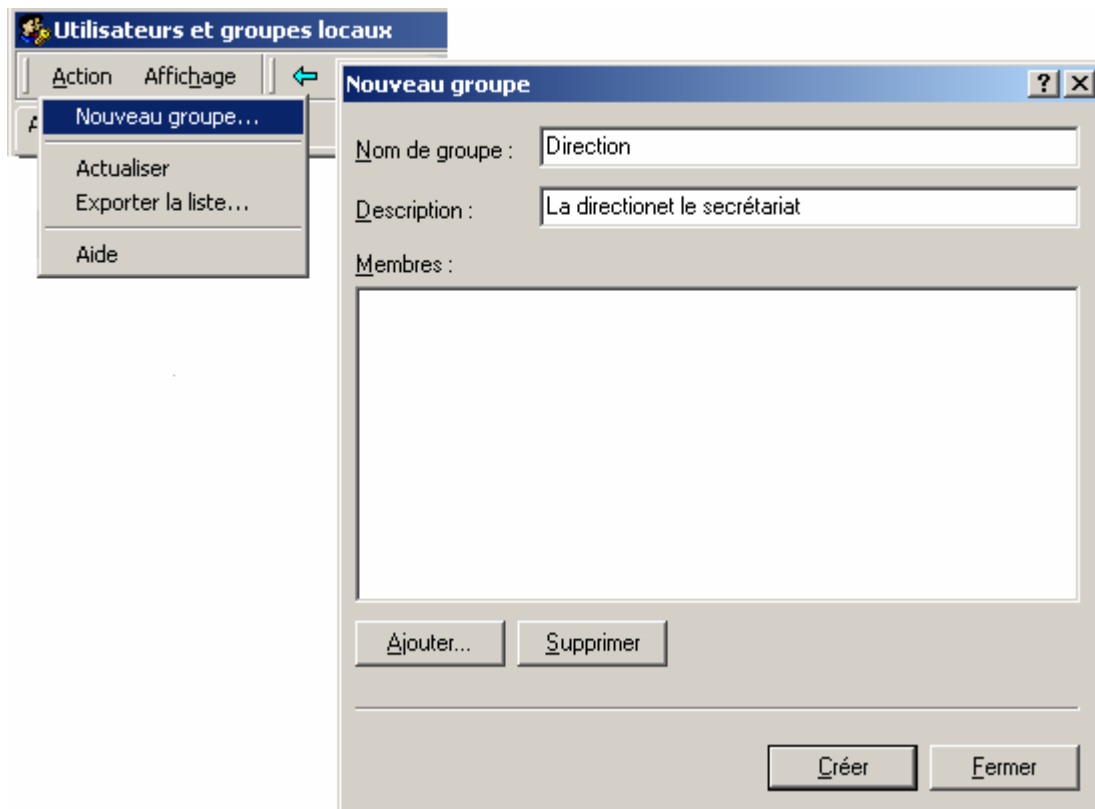 Utilisateurs et groupes locaux
Action Affichage
Nouveau groupe...
Actualiser
Exporter la liste...
Aide
Nouveau groupe
Nom de groupe : Direction
Description : La directionet le secrétariat
Membres :
Ajouter... Supprimer
Créer Fermer